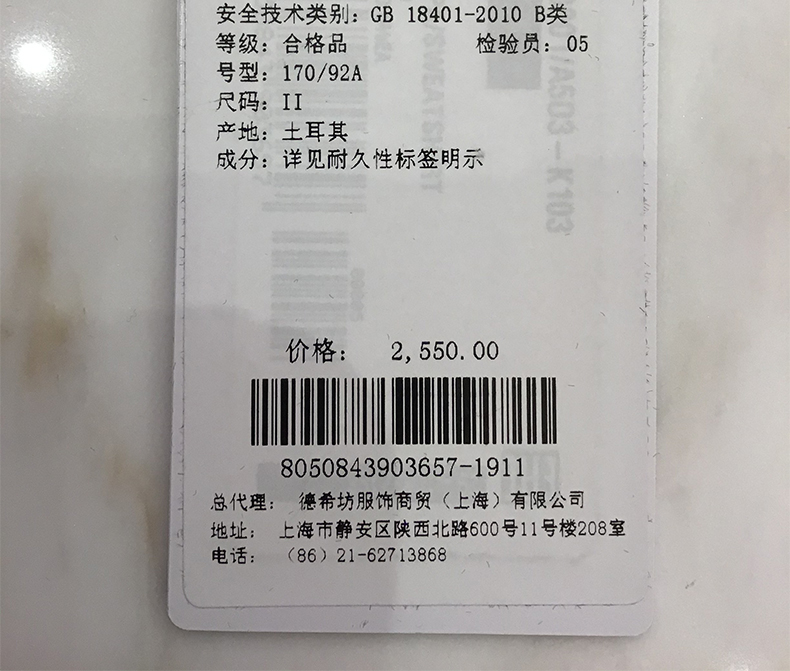 安全技术类别：GB 18401-2010 B类
等级：合格品 检验员：05
号型：170/92A
尺码：II
产地：土耳其
成分：详见耐久性标签明示
价格： 2,550.00
8050843903657-1911
总代理： 德希坊服饰商贸（上海）有限公司
地址： 上海市静安区陕西北路600号11号楼208室
电话： （86）21-62713868